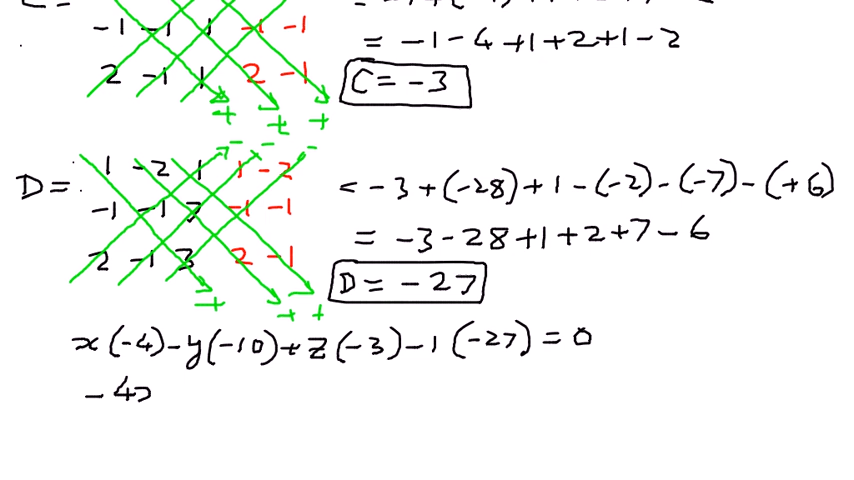 -1 -1 1 -1 -1 = -1-4+1+2+1-2
2 -1 1 2 -1 C = -3
+ + +
- - -
D = 1 -2 1 1 -2 = -3+(-28)+1-(-2)-(-7)-(+6)
-1 -1 7 -1 -1 = -3-28+1+2+7-6
2 -1 3 2 -1 D = -27
+ + +
x(-4)-y(-10)+z(-3)-1(-27)=0
-4